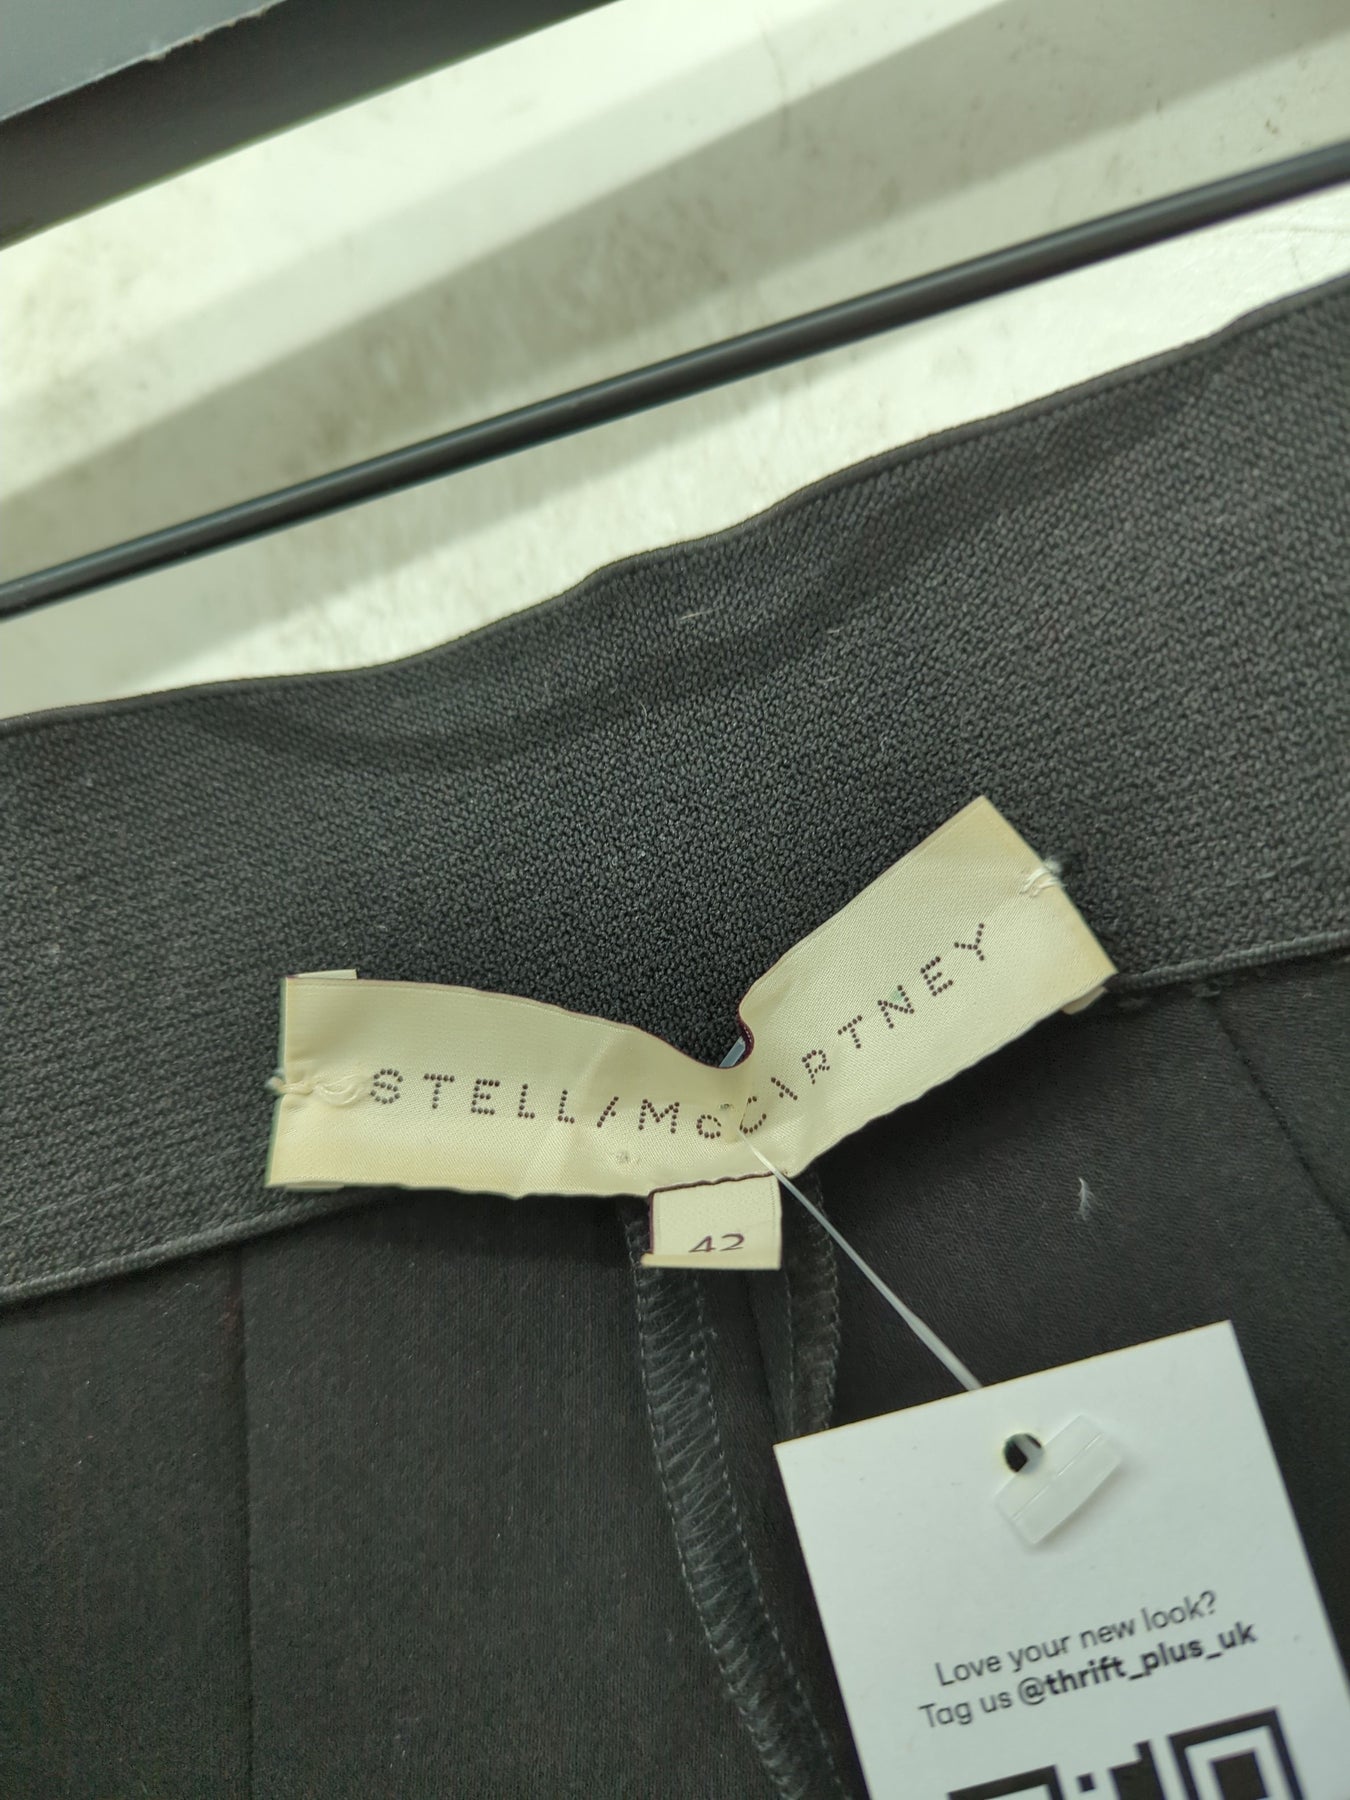 STELLA McCARTNEY
42
Love your new look?
Tag us @thrift_plus_uk